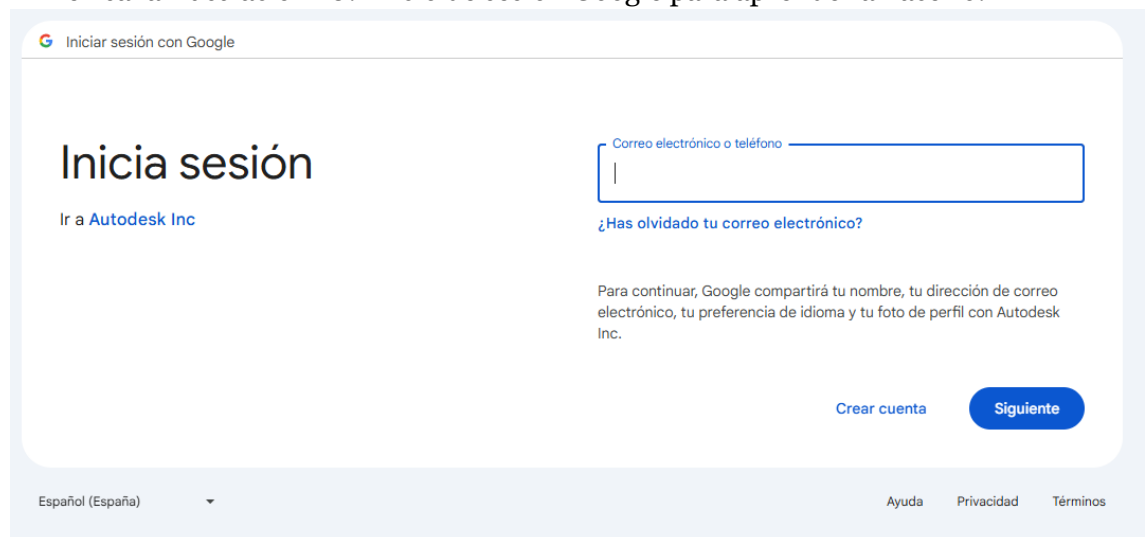 Iniciar sesión con Google
Inicia sesión
Ir a Autodesk Inc
Correo electrónico o teléfono
¿Has olvidado tu correo electrónico?
Para continuar, Google compartirá tu nombre, tu dirección de correo
electrónico, tu preferencia de idioma y tu foto de perfil con Autodesk
Inc.
Crear cuenta
Siguiente
Español (España)
Ayuda Privacidad Términos